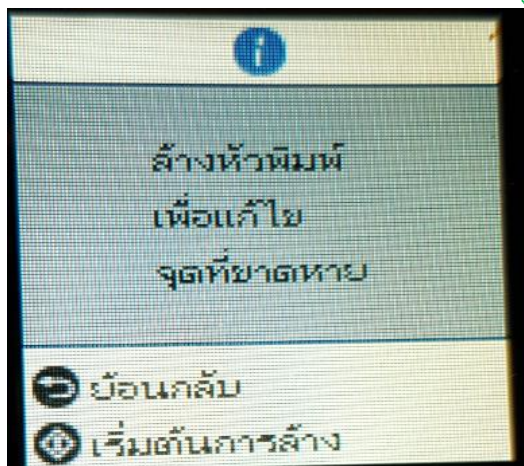 ล้างหัวพิมพ์
เพื่อแก้ไข
จุดที่ขาดหาย
ย้อนกลับ
เริ่มต้นการล้าง